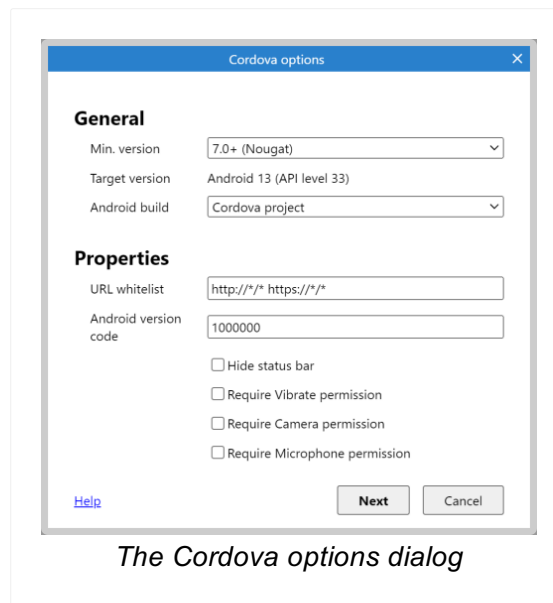 Cordova options
General
Min. version 7.0+ (Nougat)
Target version Android 13 (API level 33)
Android build Cordova project
Properties
URL whitelist http://*/* https://*/*
Android version
code 1000000
Hide status bar
Require Vibrate permission
Require Camera permission
Require Microphone permission
Help Next Cancel
The Cordova options dialog